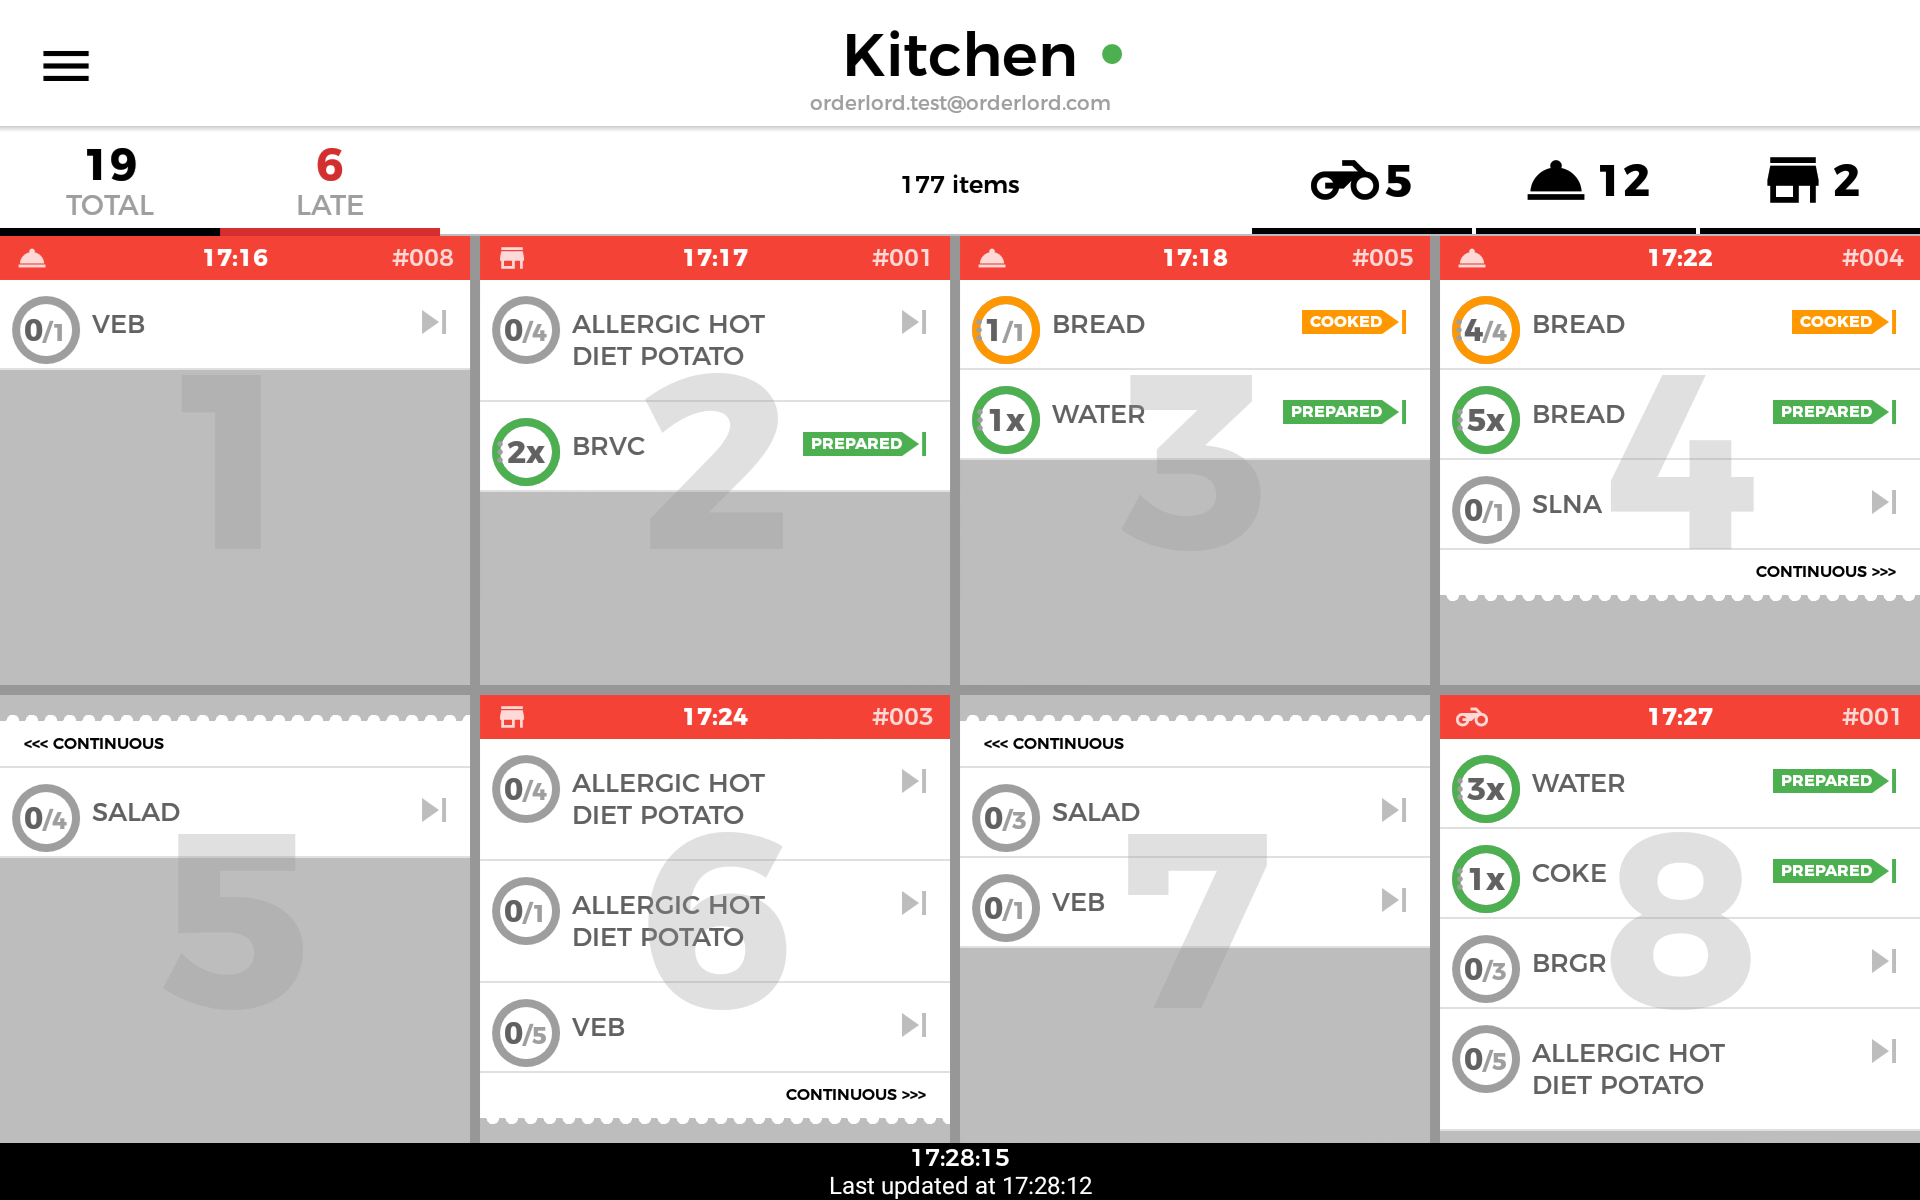 Kitchen
orderlord.test@orderlord.com
19
TOTAL
6
LATE
177 items
5
12
2
17:16 #008
0/1 VEB
1
17:17 #001
0/4 ALLERGIC HOT
DIET POTATO
2x BRVC PREPARED
2
17:18 #005
1/1 BREAD COOKED
1x WATER PREPARED
3
17:22 #004
4/4 BREAD COOKED
5x BREAD PREPARED
0/1 SLNA
CONTINUOUS >>>
4
<<< CONTINUOUS
0/4 SALAD
5
17:24 #003
0/4 ALLERGIC HOT
DIET POTATO
0/1 ALLERGIC HOT
DIET POTATO
0/5 VEB
CONTINUOUS >>>
6
<<< CONTINUOUS
0/3 SALAD
0/1 VEB
7
17:27 #001
3x WATER PREPARED
1x COKE PREPARED
0/3 BRGR
0/5 ALLERGIC HOT
DIET POTATO
8
17:28:15
Last updated at 17:28:12